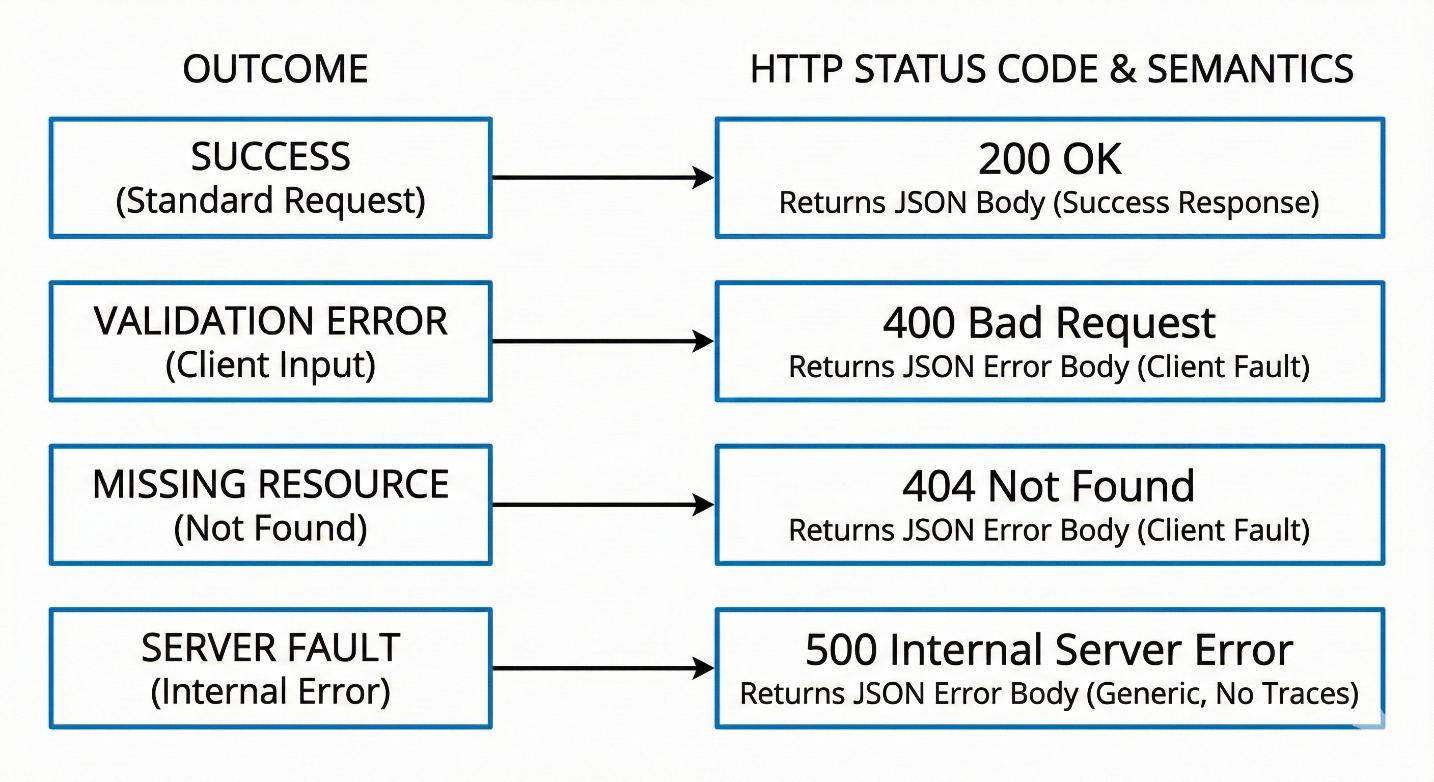 OUTCOME
HTTP STATUS CODE & SEMANTICS
SUCCESS
(Standard Request)
200 OK
Returns JSON Body (Success Response)
VALIDATION ERROR
(Client Input)
400 Bad Request
Returns JSON Error Body (Client Fault)
MISSING RESOURCE
(Not Found)
404 Not Found
Returns JSON Error Body (Client Fault)
SERVER FAULT
(Internal Error)
500 Internal Server Error
Returns JSON Error Body (Generic, No Traces)